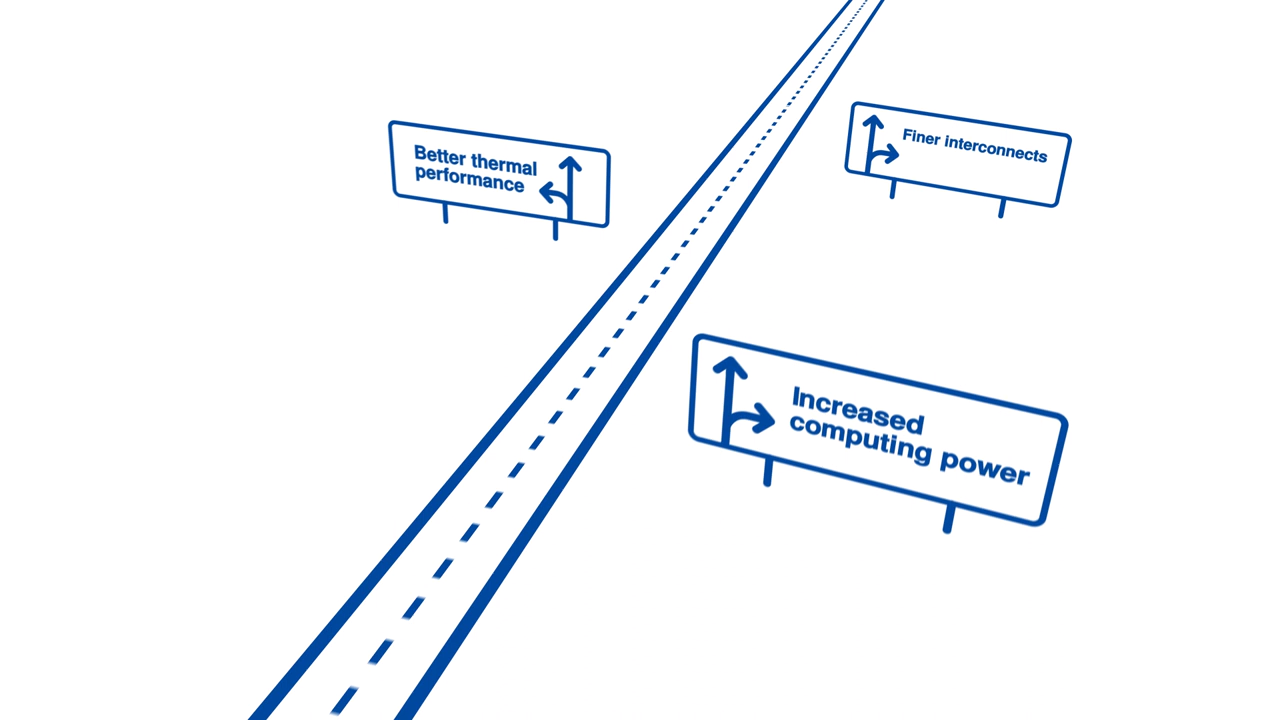 Better thermal
performance
Finer interconnects
Increased
computing power